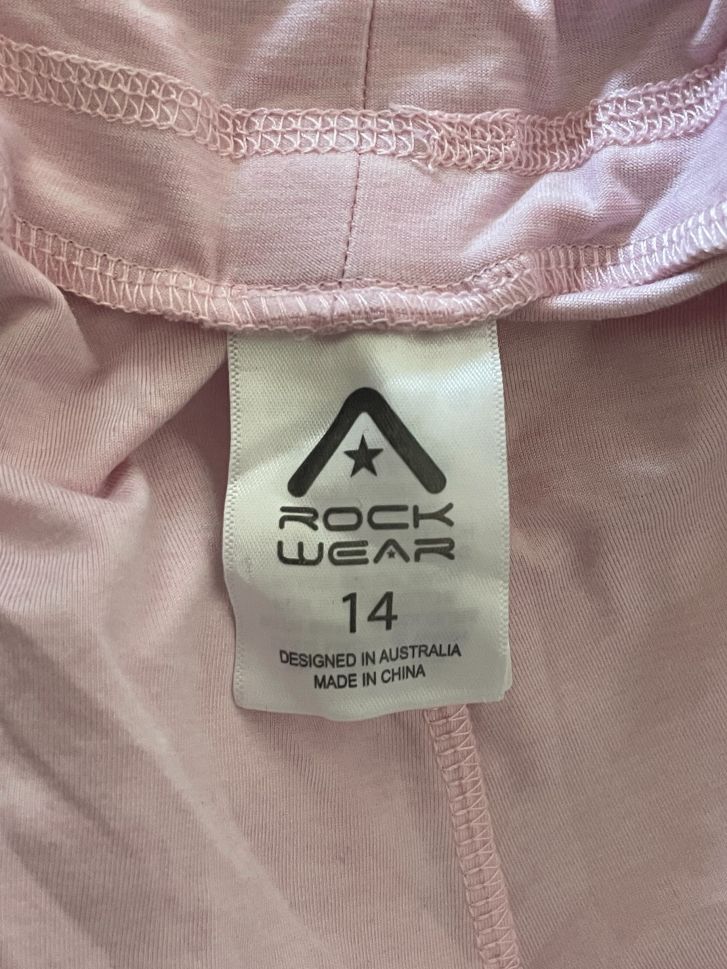 ROCK
WEAR
14
DESIGNED IN AUSTRALIA
MADE IN CHINA